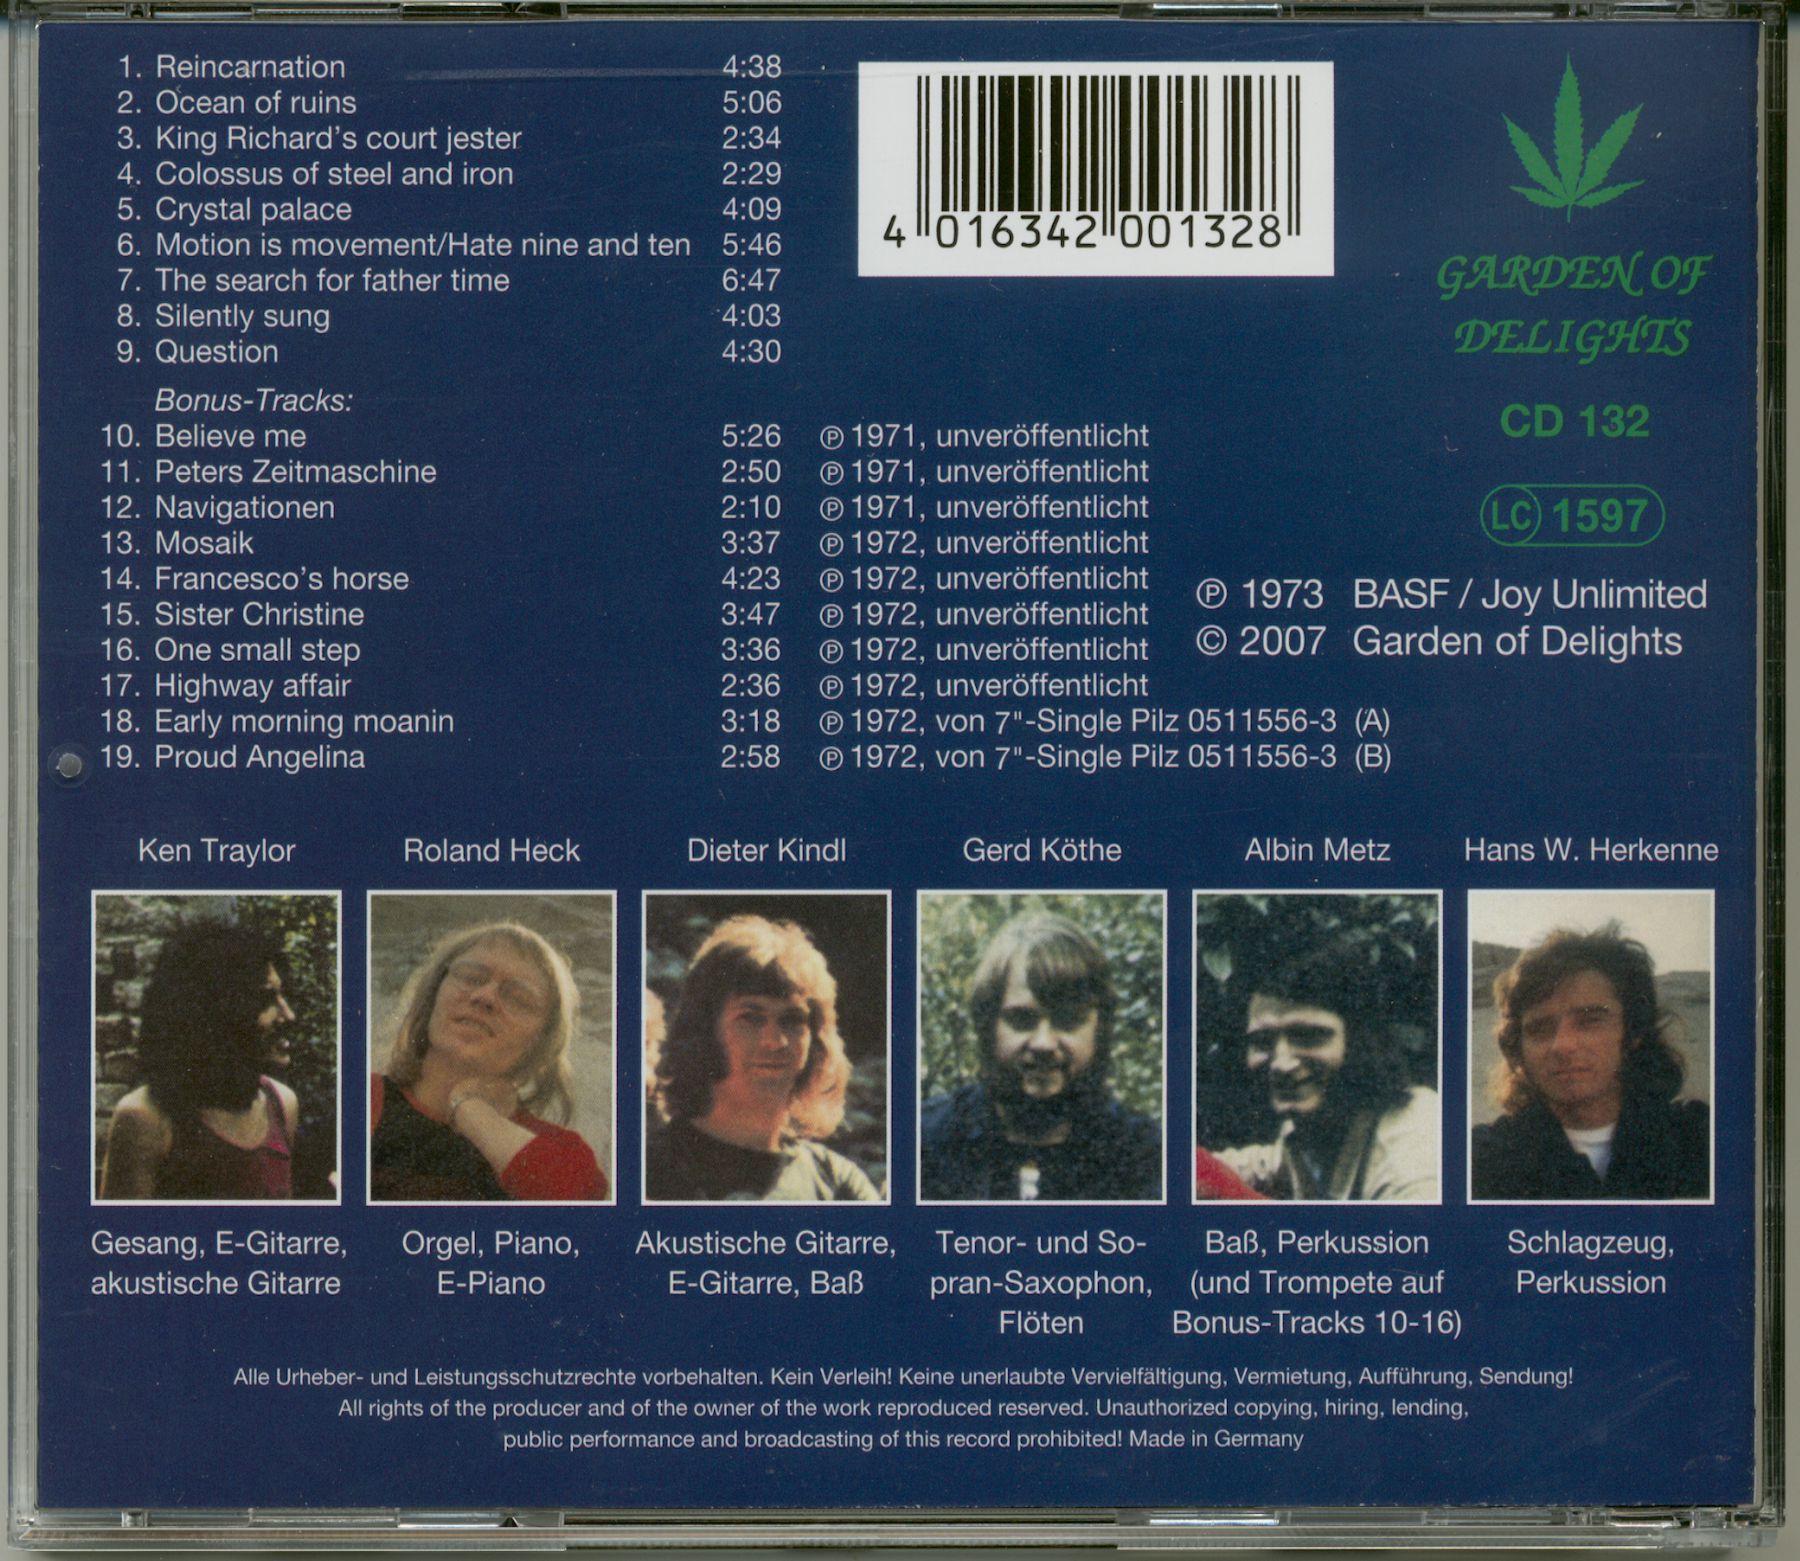 1. Reincarnation 4:38
2. Ocean of ruins 5:06
3. King Richard's court jester 2:34
4. Colossus of steel and iron 2:29
5. Crystal palace 4:09
6. Motion is movement/Hate nine and ten 5:46
7. The search for father time 6:47
8. Silently sung 4:03
9. Question 4:30
Bonus-Tracks:
10. Believe me 5:26 ℗ 1971, unveröffentlicht
11. Peters Zeitmaschine 2:50 ℗ 1971, unveröffentlicht
12. Navigationen 2:10 ℗ 1971, unveröffentlicht
13. Mosaik 3:37 ℗ 1972, unveröffentlicht
14. Francesco's horse 4:23 ℗ 1972, unveröffentlicht
15. Sister Christine 3:47 ℗ 1972, unveröffentlicht
16. One small step 3:36 ℗ 1972, unveröffentlicht
17. Highway affair 2:36 ℗ 1972, unveröffentlicht
18. Early morning moanin 3:18 ℗ 1972, von 7"-Single Pilz 0511556-3 (A)
19. Proud Angelina 2:58 ℗ 1972, von 7"-Single Pilz 0511556-3 (B)
4 016342 001328
GARDEN OF
DELIGHTS
CD 132
LC 1597
℗ 1973 BASF / Joy Unlimited
© 2007 Garden of Delights
Ken Traylor
Gesang, E-Gitarre,
akustische Gitarre
Roland Heck
Orgel, Piano,
E-Piano
Dieter Kindl
Akustische Gitarre,
E-Gitarre, Baß
Gerd Köthe
Tenor- und So-
pran-Saxophon,
Flöten
Albin Metz
Baß, Perkussion
(und Trompete auf
Bonus-Tracks 10-16)
Hans W. Herkenne
Schlagzeug,
Perkussion
Alle Urheber- und Leistungsschutzrechte vorbehalten. Kein Verleih! Keine unerlaubte Vervielfältigung, Vermietung, Aufführung, Sendung!
All rights of the producer and of the owner of the work reproduced reserved. Unauthorized copying, hiring, lending,
public performance and broadcasting of this record prohibited! Made in Germany